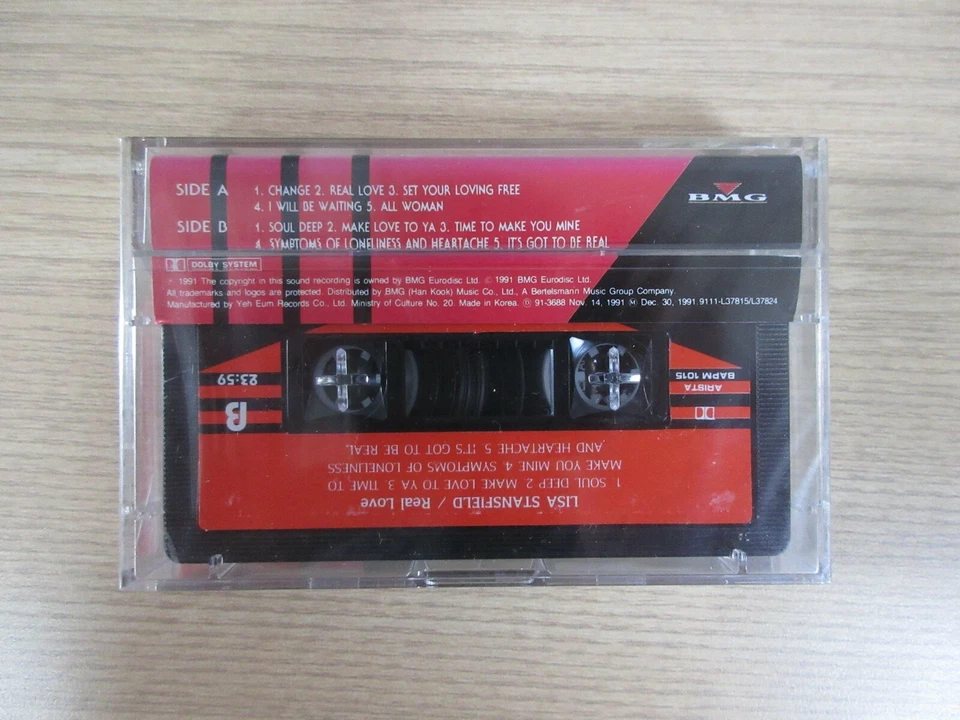 SIDE A 1. CHANGE 2. REAL LOVE 3. SET YOUR LOVING FREE
4. I WILL BE WAITING 5. ALL WOMAN
SIDE B 1. SOUL DEEP 2. MAKE LOVE TO YA 3. TIME TO MAKE YOU MINE
4. SYMPTOMS OF LONELINESS AND HEARTACHE 5. IT'S GOT TO BE REAL
BMG
DOLBY SYSTEM
1991 The copyright in this sound recording is owned by BMG Eurodisc Ltd. © 1991 BMG Eurodisc Ltd.
All trademarks and logos are protected. Distributed by BMG (Han Kook) Music Co., Ltd., A Bertelsmann Music Group Company.
Manufactured by Yeh Eum Records Co., Ltd. Ministry of Culture No. 20. Made in Korea. Ⓓ 91-3688 Nov. 14, 1991 Ⓜ Dec. 30, 1991.9111-L37815/L37824
LISA STANSFIELD / Real Love
1. SOUL DEEP 2. MAKE LOVE TO YA 3. TIME TO
MAKE YOU MINE 4. SYMPTOMS OF LONELINESS
AND HEARTACHE 5. IT'S GOT TO BE REAL
B
23:59
ARISTA
BAPM 1015